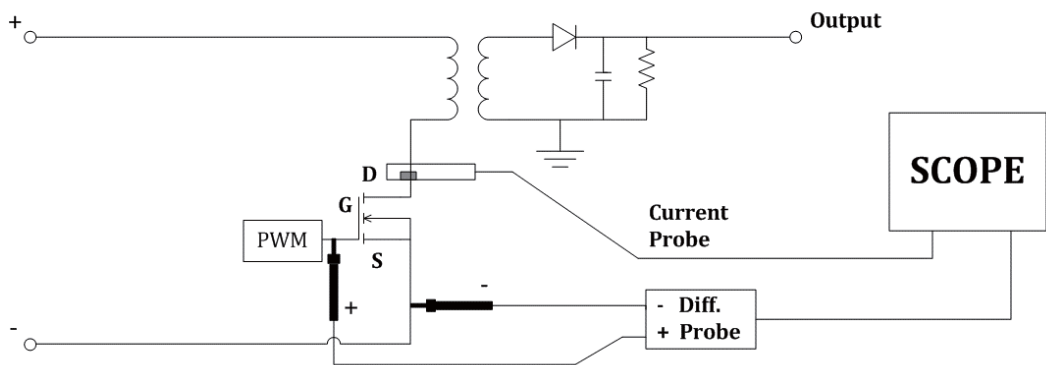 +
Output
SCOPE
D
G
PWM
S
Current
Probe
+
-
- Diff.
+ Probe
-